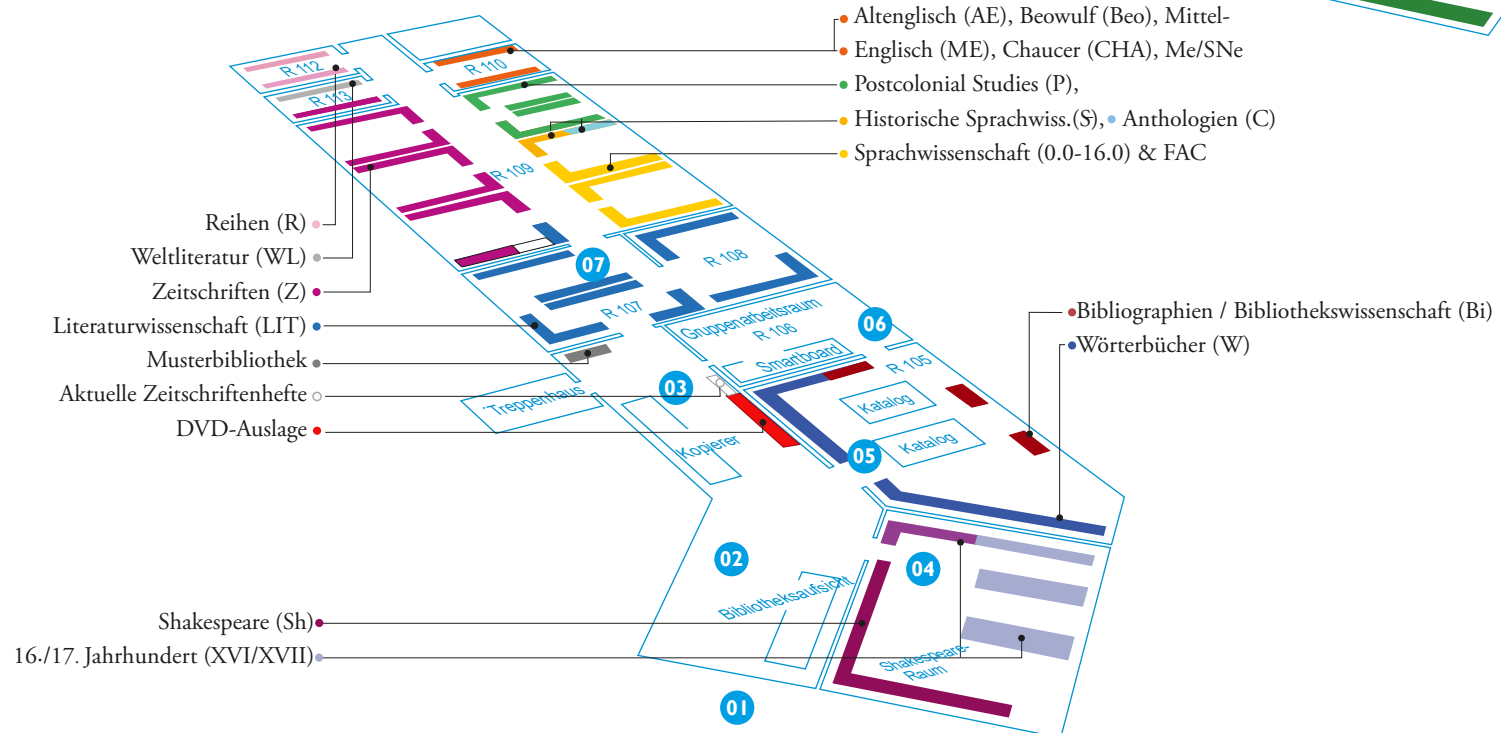 Altenglisch (AE), Beowulf (Beo), Mittel-
Englisch (ME), Chaucer (CHA), Me/SNe
Postcolonial Studies (P),
Historische Sprachwiss.(S), Anthologien (C)
Sprachwissenschaft (0.0-16.0) & FAC
R 112
R 110
R 113
R 109
Reihen (R)
Weltliteratur (WL)
Zeitschriften (Z)
Literaturwissenschaft (LIT)
Musterbibliothek
Aktuelle Zeitschriftenhefte
DVD-Auslage
07
R 108
R 107
Gruppenarbeitsraum
R 106
Smartboard
06
R 105
Bibliographien / Bibliothekswissenschaft (Bi)
Wörterbücher (W)
03
'Treppenhaus
Kopierer
Katalog
Katalog
05
02
Bibliotheksaufsicht
04
Shakespeare (Sh)
16./17. Jahrhundert (XVI/XVII)
Shakespeare-
Raum
01